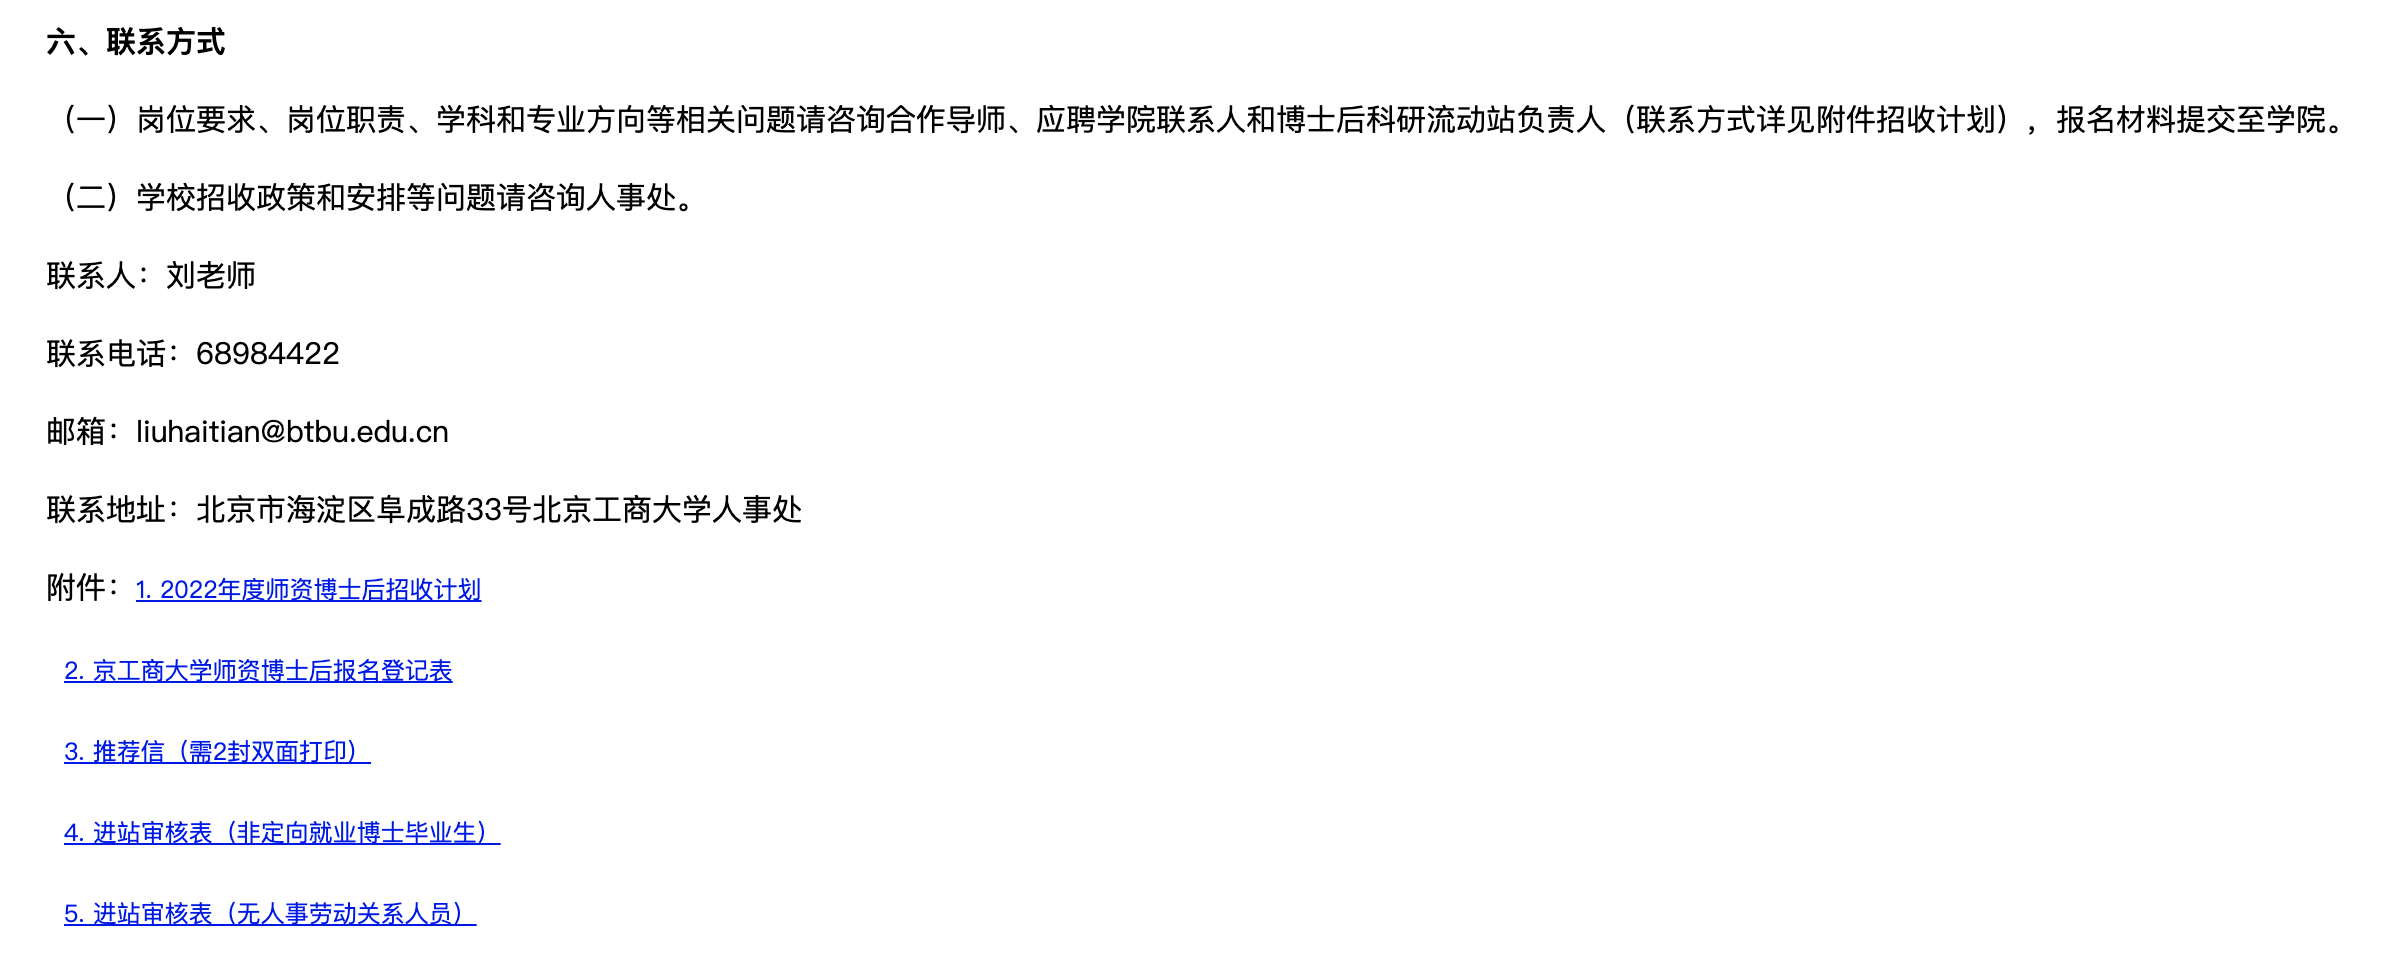 六、联系方式
（一）岗位要求、岗位职责、学科和专业方向等相关问题请咨询合作导师、应聘学院联系人和博士后科研流动站负责人（联系方式详见附件招收计划），报名材料提交至学院。
（二）学校招收政策和安排等问题请咨询人事处。
联系人：刘老师
联系电话：68984422
邮箱：liuhaitian@btbu.edu.cn
联系地址：北京市海淀区阜成路33号北京工商大学人事处
附件：1. 2022年度师资博士后招收计划
2. 京工商大学师资博士后报名登记表
3. 推荐信（需2封双面打印）
4. 进站审核表（非定向就业博士毕业生）
5. 进站审核表（无人事劳动关系人员）